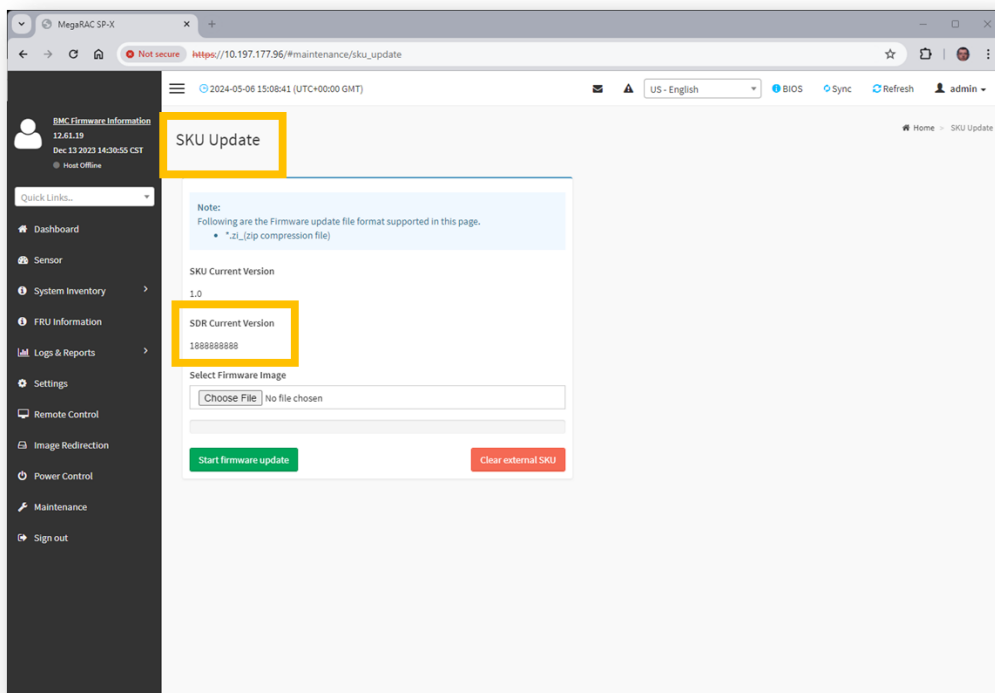 MegaRAC SP-X
Not secure https://10.197.177.96/#maintenance/sku_update
2024-05-06 15:08:41 (UTC+00:00 GMT)
US - English
BIOS
Sync
Refresh
admin
BMC Firmware Information
12.61.19
Dec 13 2023 14:30:55 CST
Host Offline
Quick Links...
Dashboard
Sensor
System Inventory
FRU Information
Logs & Reports
Settings
Remote Control
Image Redirection
Power Control
Maintenance
Sign out
SKU Update
Home > SKU Update
Note:
Following are the Firmware update file format supported in this page.
• *.zi_(zip compression file)
SKU Current Version
1.0
SDR Current Version
1888888888
Select Firmware Image
Choose File No file chosen
Start firmware update
Clear external SKU